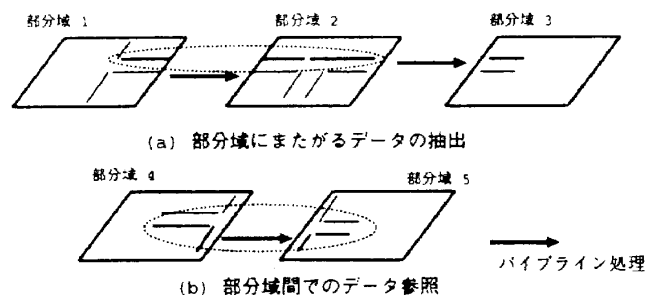 部分域 1
部分域 2
部分域 3
(a) 部分域にまたがるデータの抽出
部分域 4
部分域 5
パイプライン処理
(b) 部分域間でのデータ参照